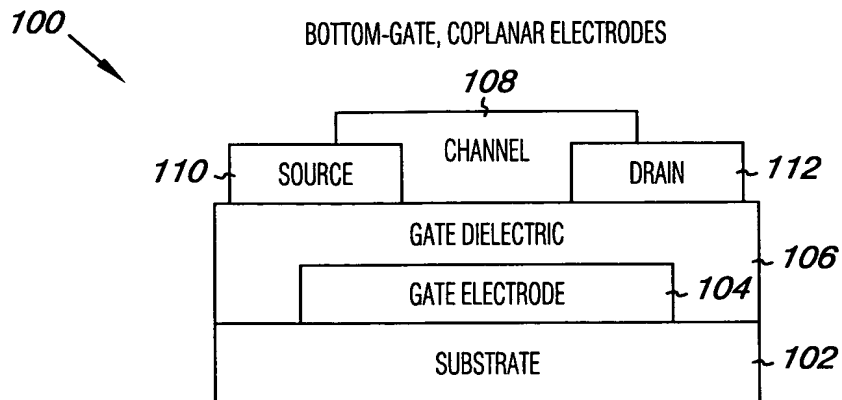 100
BOTTOM-GATE, COPLANAR ELECTRODES
108
CHANNEL
110
SOURCE
DRAIN
112
GATE DIELECTRIC
106
GATE ELECTRODE
104
SUBSTRATE
102